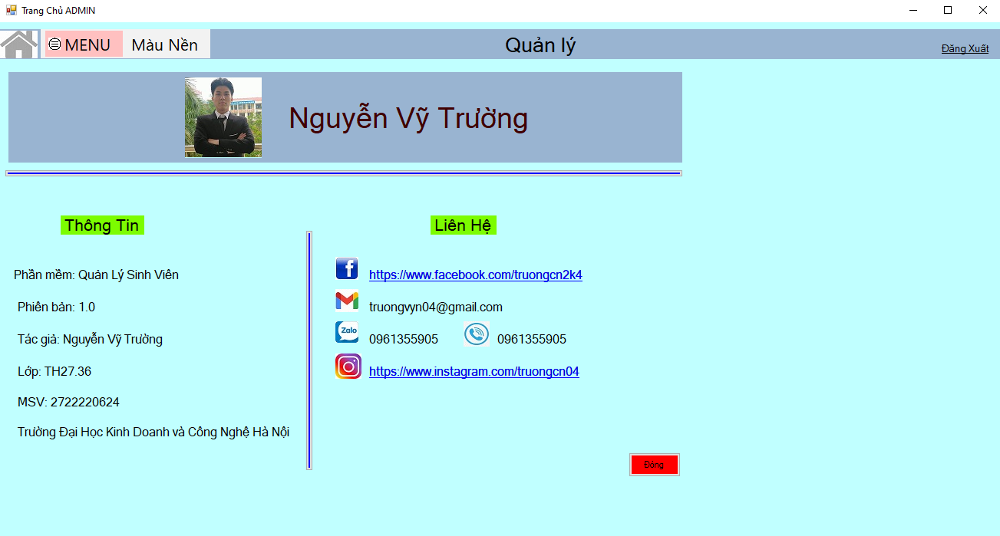 Trang Chủ ADMIN
MENU Màu Nền Quản lý Đăng Xuất
Nguyễn Vỹ Trường
Thông Tin
Phần mềm: Quản Lý Sinh Viên
Phiên bản: 1.0
Tác giả: Nguyễn Vỹ Trường
Lớp: TH27.36
MSV: 2722220624
Trường Đại Học Kinh Doanh và Công Nghệ Hà Nội
Liên Hệ
https://www.facebook.com/truongcn2k4
truongvyn04@gmail.com
Zalo 0961355905 0961355905
https://www.instagram.com/truongcn04
Đóng